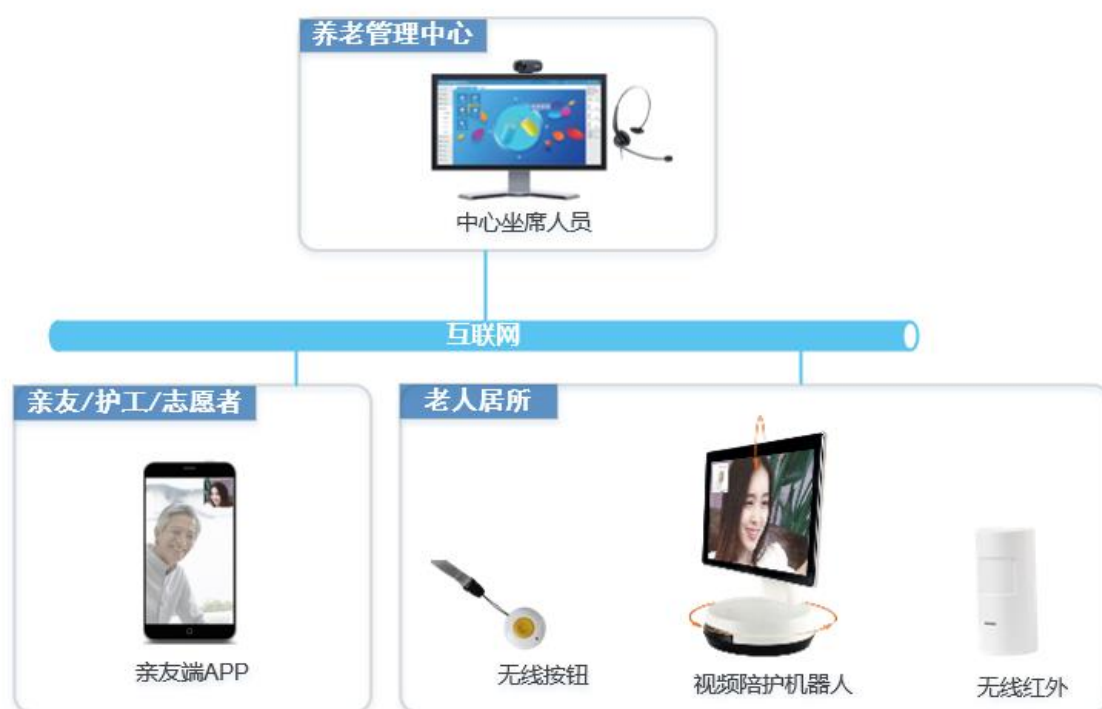 养老管理中心
中心坐席人员
互联网
亲友/护工/志愿者
老人居所
亲友端APP
无线按钮
视频陪护机器人
无线红外